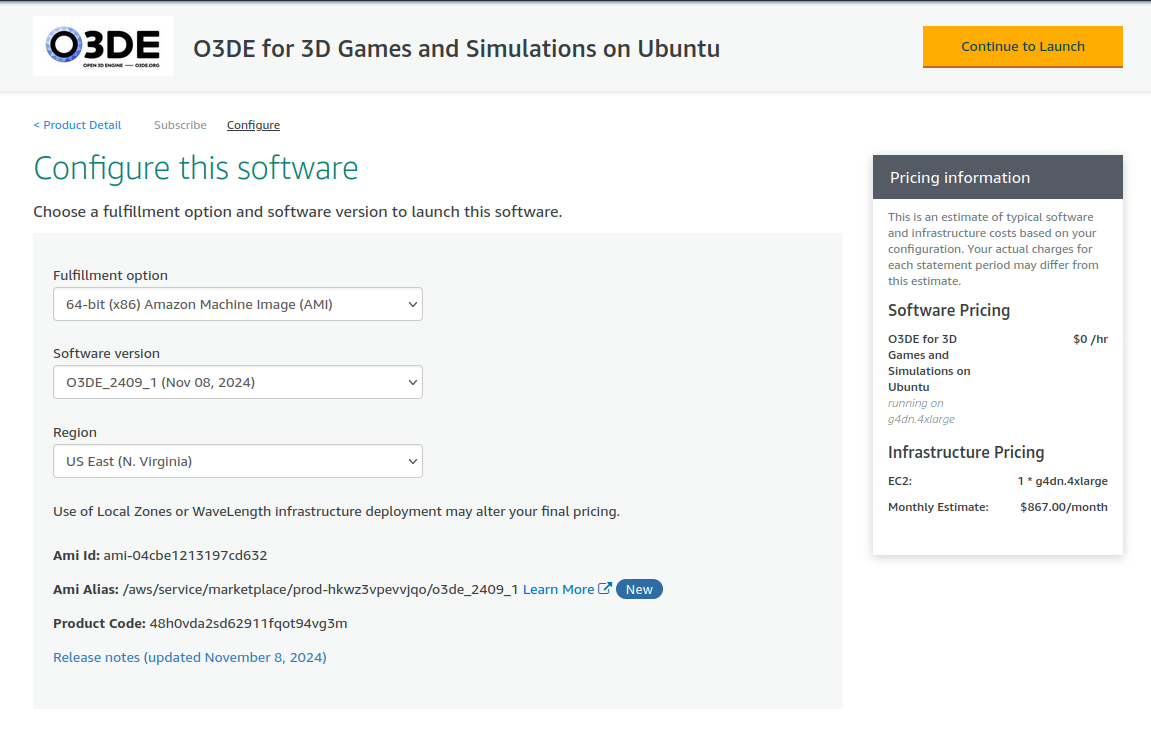 O3DE
OPEN 3D ENGINE — O3DE.ORG
O3DE for 3D Games and Simulations on Ubuntu
Continue to Launch
< Product Detail Subscribe Configure
Configure this software
Choose a fulfillment option and software version to launch this software.
Fulfillment option
64-bit (x86) Amazon Machine Image (AMI)
Software version
O3DE_2409_1 (Nov 08, 2024)
Region
US East (N. Virginia)
Use of Local Zones or WaveLength infrastructure deployment may alter your final pricing.
Ami Id: ami-04cbe1213197cd632
Ami Alias: /aws/service/marketplace/prod-hkwz3vpevvjqo/o3de_2409_1 Learn More New
Product Code: 48h0vda2sd62911fqot94vg3m
Release notes (updated November 8, 2024)
Pricing information
This is an estimate of typical software
and infrastructure costs based on your
configuration. Your actual charges for
each statement period may differ from
this estimate.
Software Pricing
O3DE for 3D $0 /hr
Games and
Simulations on
Ubuntu
running on
g4dn.4xlarge
Infrastructure Pricing
EC2: 1 * g4dn.4xlarge
Monthly Estimate: $867.00/month